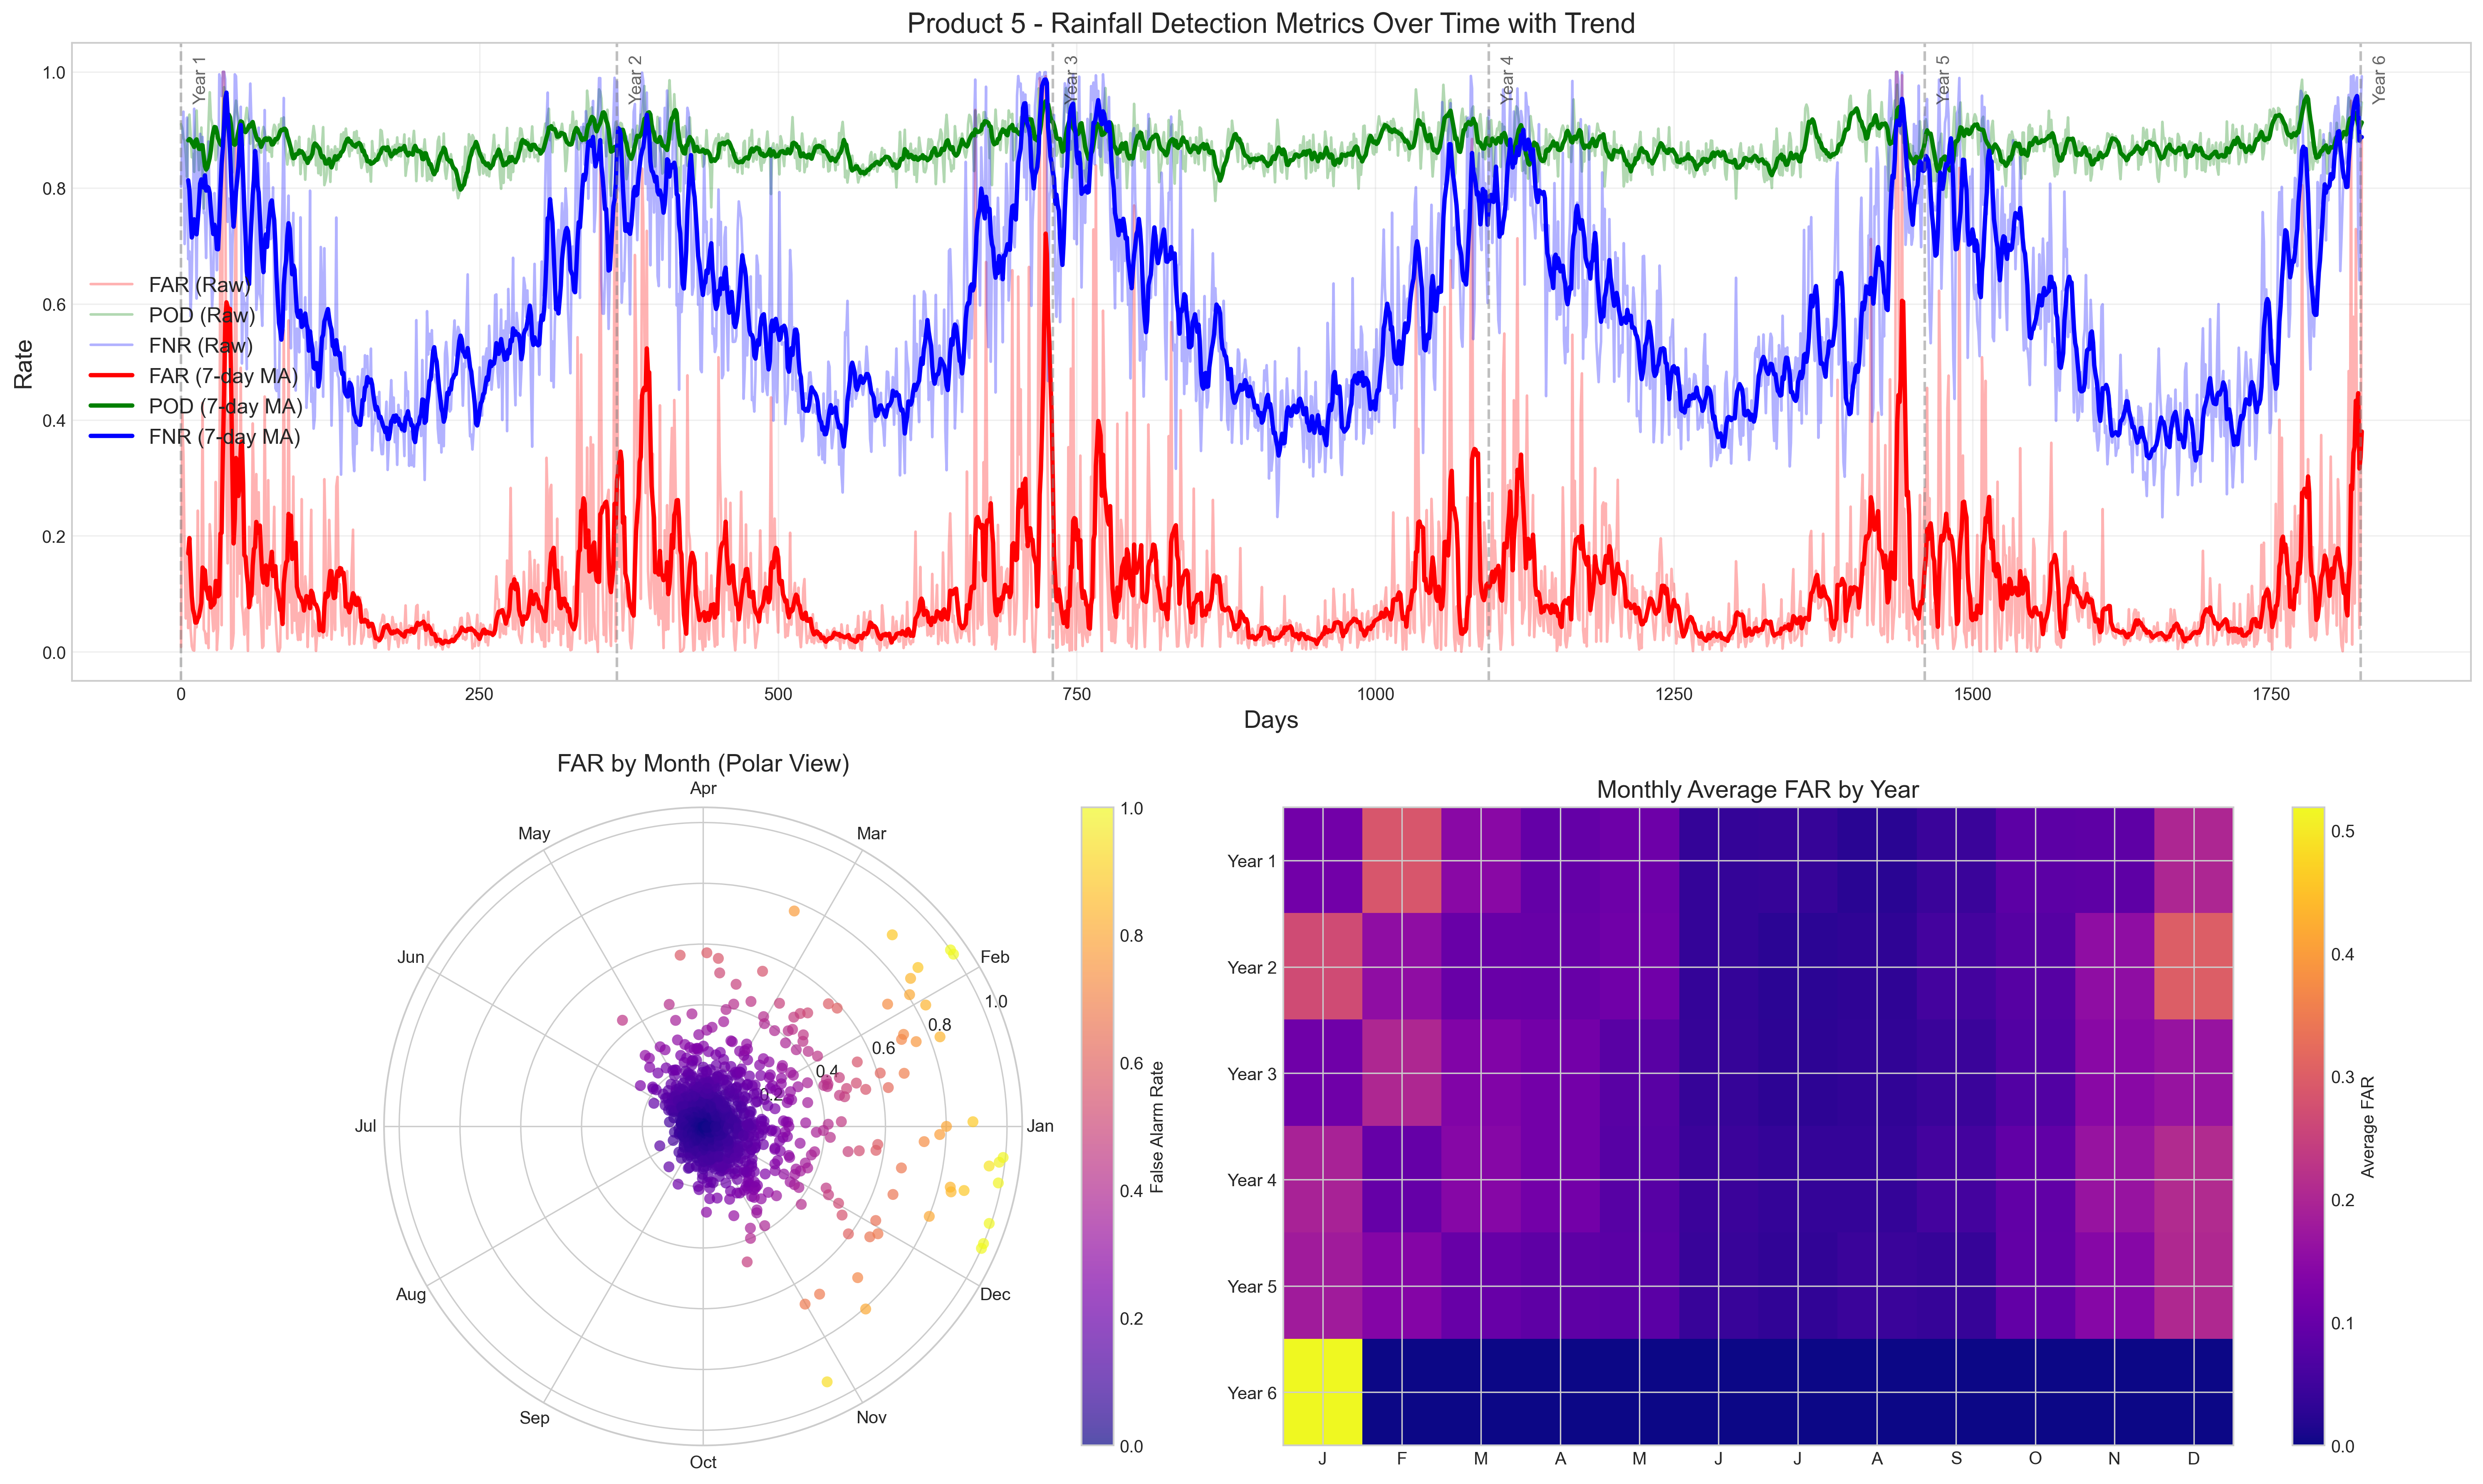 Product 5 - Rainfall Detection Metrics Over Time with Trend
Rate
1.0
0.8
0.6
0.4
0.2
0.0
Year 1
Year 2
Year 3
Year 4
Year 5
Year 6
FAR (Raw)
POD (Raw)
FNR (Raw)
FAR (7-day MA)
POD (7-day MA)
FNR (7-day MA)
0
250
500
750
1000
1250
1500
1750
Days
FAR by Month (Polar View)
Apr
May
Mar
Jun
Feb
Jul
Jan
Aug
Dec
Sep
Nov
Oct
1.0
0.8
0.6
0.4
0.2
1.0
0.8
0.6
0.4
0.2
0.0
False Alarm Rate
Monthly Average FAR by Year
Year 1
Year 2
Year 3
Year 4
Year 5
Year 6
J
F
M
A
M
J
J
A
S
O
N
D
0.5
0.4
0.3
0.2
0.1
0.0
Average FAR